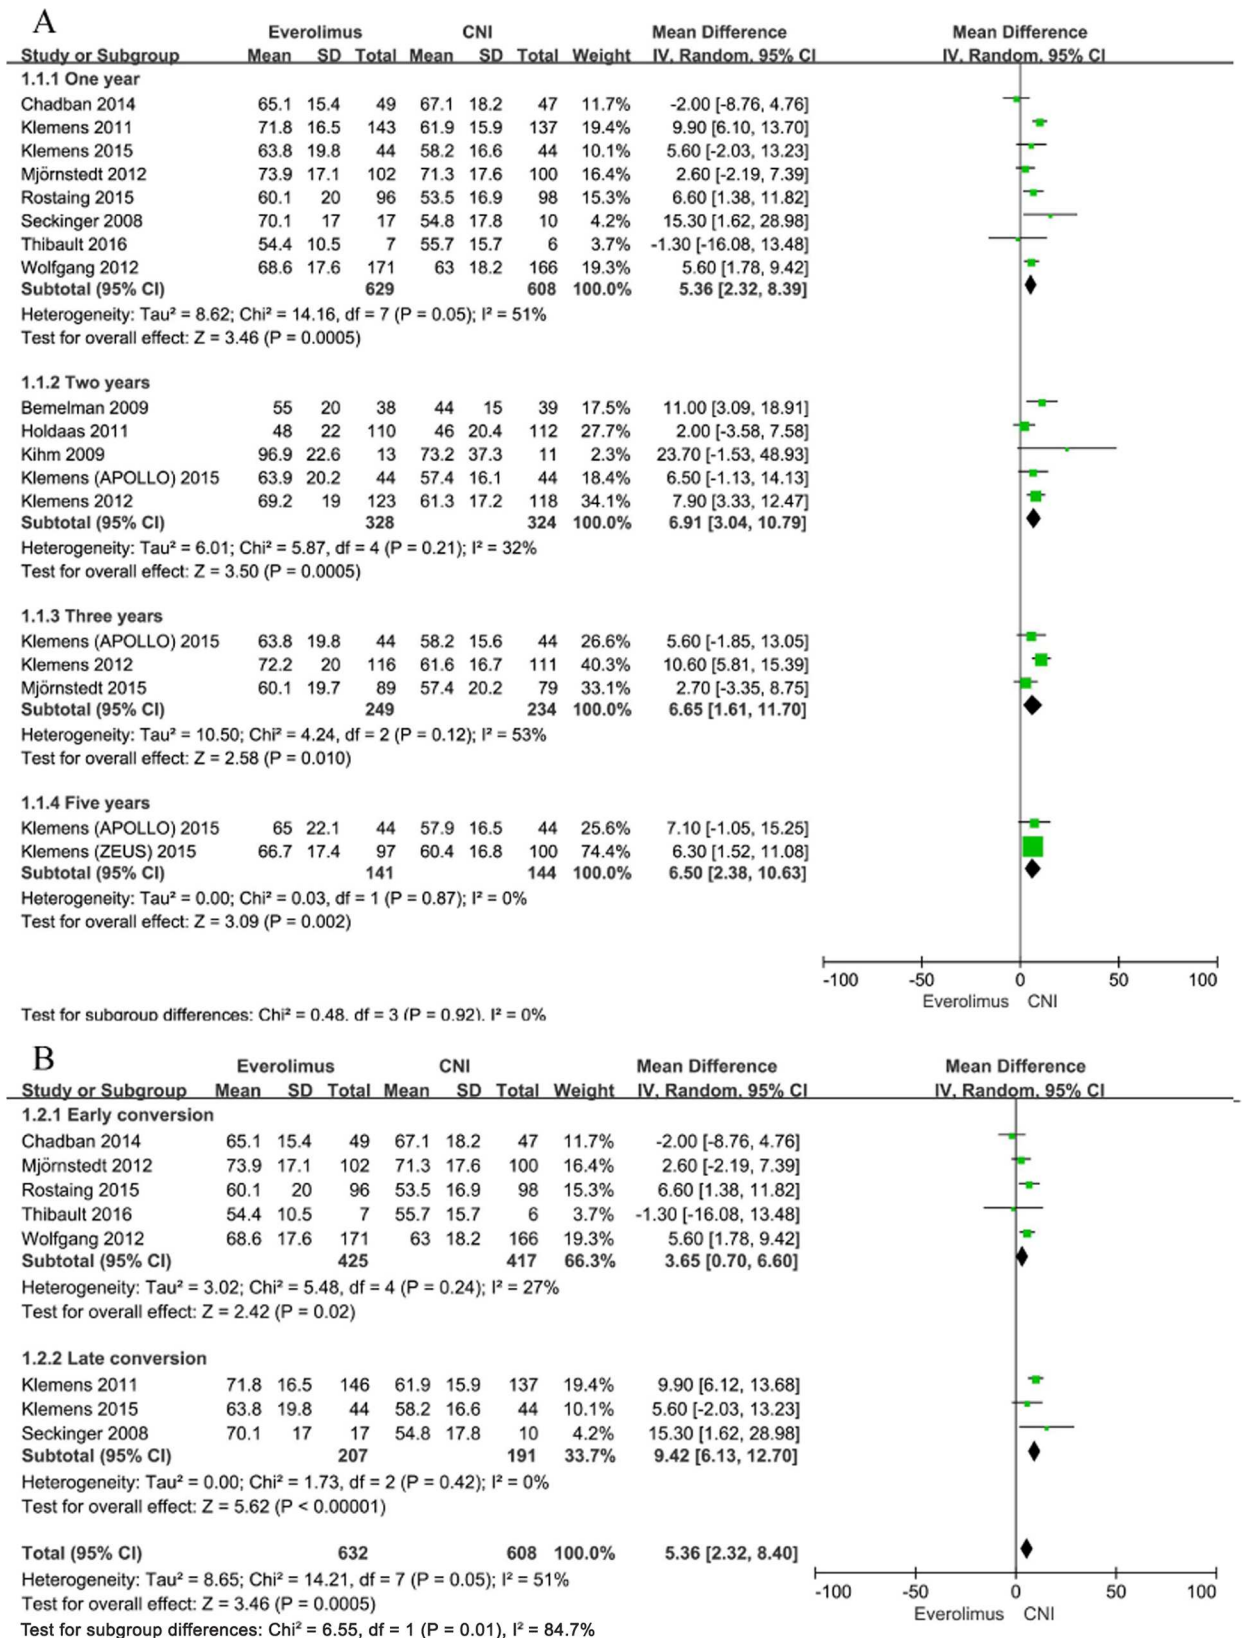 A
Everolimus CNI Mean Difference Mean Difference
Study or Subgroup Mean SD Total Mean SD Total Weight IV, Random, 95% CI IV, Random, 95% CI
1.1.1 One year
Chadban 2014 65.1 15.4 49 67.1 18.2 47 11.7% -2.00 [-8.76, 4.76]
Klemens 2011 71.8 16.5 143 61.9 15.9 137 19.4% 9.90 [6.10, 13.70]
Klemens 2015 63.8 19.8 44 58.2 16.6 44 10.1% 5.60 [-2.03, 13.23]
Mjörnstedt 2012 73.9 17.1 102 71.3 17.6 100 16.4% 2.60 [-2.19, 7.39]
Rostaing 2015 60.1 20 96 53.5 16.9 98 15.3% 6.60 [1.38, 11.82]
Seckinger 2008 70.1 17 17 54.8 17.8 10 4.2% 15.30 [1.62, 28.98]
Thibault 2016 54.4 10.5 7 55.7 15.7 6 3.7% -1.30 [-16.08, 13.48]
Wolfgang 2012 68.6 17.6 171 63 18.2 166 19.3% 5.60 [1.78, 9.42]
Subtotal (95% CI) 629 608 100.0% 5.36 [2.32, 8.39]
Heterogeneity: Tau² = 8.62; Chi² = 14.16, df = 7 (P = 0.05); I² = 51%
Test for overall effect: Z = 3.46 (P = 0.0005)
1.1.2 Two years
Bemelman 2009 55 20 38 44 15 39 17.5% 11.00 [3.09, 18.91]
Holdaas 2011 48 22 110 46 20.4 112 27.7% 2.00 [-3.58, 7.58]
Kihm 2009 96.9 22.6 13 73.2 37.3 11 2.3% 23.70 [-1.53, 48.93]
Klemens (APOLLO) 2015 63.9 20.2 44 57.4 16.1 44 18.4% 6.50 [-1.13, 14.13]
Klemens 2012 69.2 19 123 61.3 17.2 118 34.1% 7.90 [3.33, 12.47]
Subtotal (95% CI) 328 324 100.0% 6.91 [3.04, 10.79]
Heterogeneity: Tau² = 6.01; Chi² = 5.87, df = 4 (P = 0.21); I² = 32%
Test for overall effect: Z = 3.50 (P = 0.0005)
1.1.3 Three years
Klemens (APOLLO) 2015 63.8 19.8 44 58.2 15.6 44 26.6% 5.60 [-1.85, 13.05]
Klemens 2012 72.2 20 116 61.6 16.7 111 40.3% 10.60 [5.81, 15.39]
Mjörnstedt 2015 60.1 19.7 89 57.4 20.2 79 33.1% 2.70 [-3.35, 8.75]
Subtotal (95% CI) 249 234 100.0% 6.65 [1.61, 11.70]
Heterogeneity: Tau² = 10.50; Chi² = 4.24, df = 2 (P = 0.12); I² = 53%
Test for overall effect: Z = 2.58 (P = 0.010)
1.1.4 Five years
Klemens (APOLLO) 2015 65 22.1 44 57.9 16.5 44 25.6% 7.10 [-1.05, 15.25]
Klemens (ZEUS) 2015 66.7 17.4 97 60.4 16.8 100 74.4% 6.30 [1.52, 11.08]
Subtotal (95% CI) 141 144 100.0% 6.50 [2.38, 10.63]
Heterogeneity: Tau² = 0.00; Chi² = 0.03, df = 1 (P = 0.87); I² = 0%
Test for overall effect: Z = 3.09 (P = 0.002)
-100 -50 0 50 100
Everolimus CNI
Test for subgroup differences: Chi² = 0.48, df = 3 (P = 0.92), I² = 0%
B
Everolimus CNI Mean Difference Mean Difference
Study or Subgroup Mean SD Total Mean SD Total Weight IV, Random, 95% CI IV, Random, 95% CI
1.2.1 Early conversion
Chadban 2014 65.1 15.4 49 67.1 18.2 47 11.7% -2.00 [-8.76, 4.76]
Mjörnstedt 2012 73.9 17.1 102 71.3 17.6 100 16.4% 2.60 [-2.19, 7.39]
Rostaing 2015 60.1 20 96 53.5 16.9 98 15.3% 6.60 [1.38, 11.82]
Thibault 2016 54.4 10.5 7 55.7 15.7 6 3.7% -1.30 [-16.08, 13.48]
Wolfgang 2012 68.6 17.6 171 63 18.2 166 19.3% 5.60 [1.78, 9.42]
Subtotal (95% CI) 425 417 66.3% 3.65 [0.70, 6.60]
Heterogeneity: Tau² = 3.02; Chi² = 5.48, df = 4 (P = 0.24); I² = 27%
Test for overall effect: Z = 2.42 (P = 0.02)
1.2.2 Late conversion
Klemens 2011 71.8 16.5 146 61.9 15.9 137 19.4% 9.90 [6.12, 13.68]
Klemens 2015 63.8 19.8 44 58.2 16.6 44 10.1% 5.60 [-2.03, 13.23]
Seckinger 2008 70.1 17 17 54.8 17.8 10 4.2% 15.30 [1.62, 28.98]
Subtotal (95% CI) 207 191 33.7% 9.42 [6.13, 12.70]
Heterogeneity: Tau² = 0.00; Chi² = 1.73, df = 2 (P = 0.42); I² = 0%
Test for overall effect: Z = 5.62 (P < 0.00001)
Total (95% CI) 632 608 100.0% 5.36 [2.32, 8.40]
Heterogeneity: Tau² = 8.65; Chi² = 14.21, df = 7 (P = 0.05); I² = 51%
-100 -50 0 50 100
Test for overall effect: Z = 3.46 (P = 0.0005)
Everolimus CNI
Test for subgroup differences: Chi² = 6.55, df = 1 (P = 0.01), I² = 84.7%